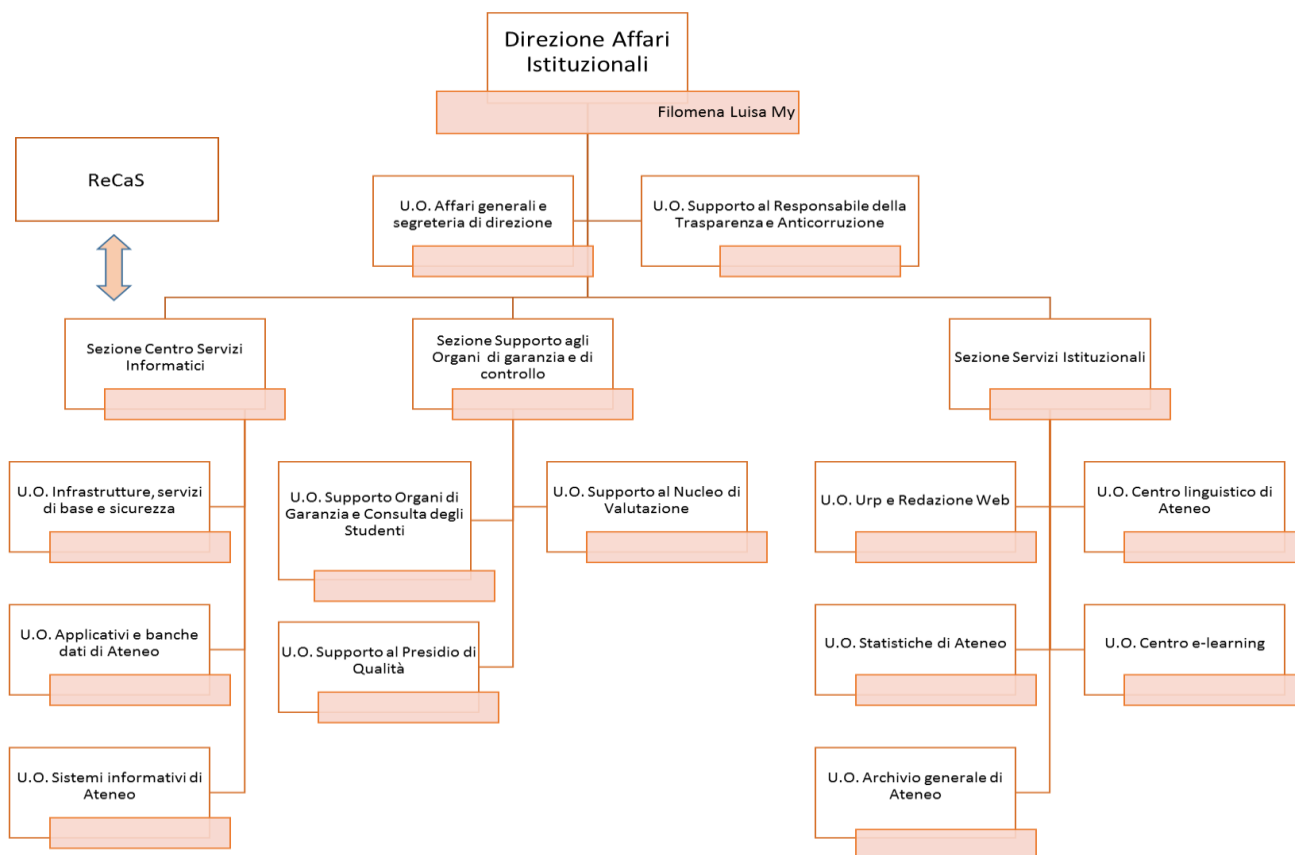 Direzione Affari
Istituzionali
Filomena Luisa My
ReCaS
U.O. Affari generali e
segreteria di direzione
U.O. Supporto al Responsabile della
Trasparenza e Anticorruzione
Sezione Centro Servizi
Informatici
Sezione Supporto agli
Organi di garanzia e di
controllo
Sezione Servizi Istituzionali
U.O. Infrastrutture, servizi
di base e sicurezza
U.O. Supporto Organi di
Garanzia e Consulta degli
Studenti
U.O. Supporto al Nucleo di
Valutazione
U.O. Urp e Redazione Web
U.O. Centro linguistico di
Ateneo
U.O. Applicativi e banche
dati di Ateneo
U.O. Supporto al Presidio di
Qualità
U.O. Statistiche di Ateneo
U.O. Centro e-learning
U.O. Sistemi informativi di
Ateneo
U.O. Archivio generale di
Ateneo